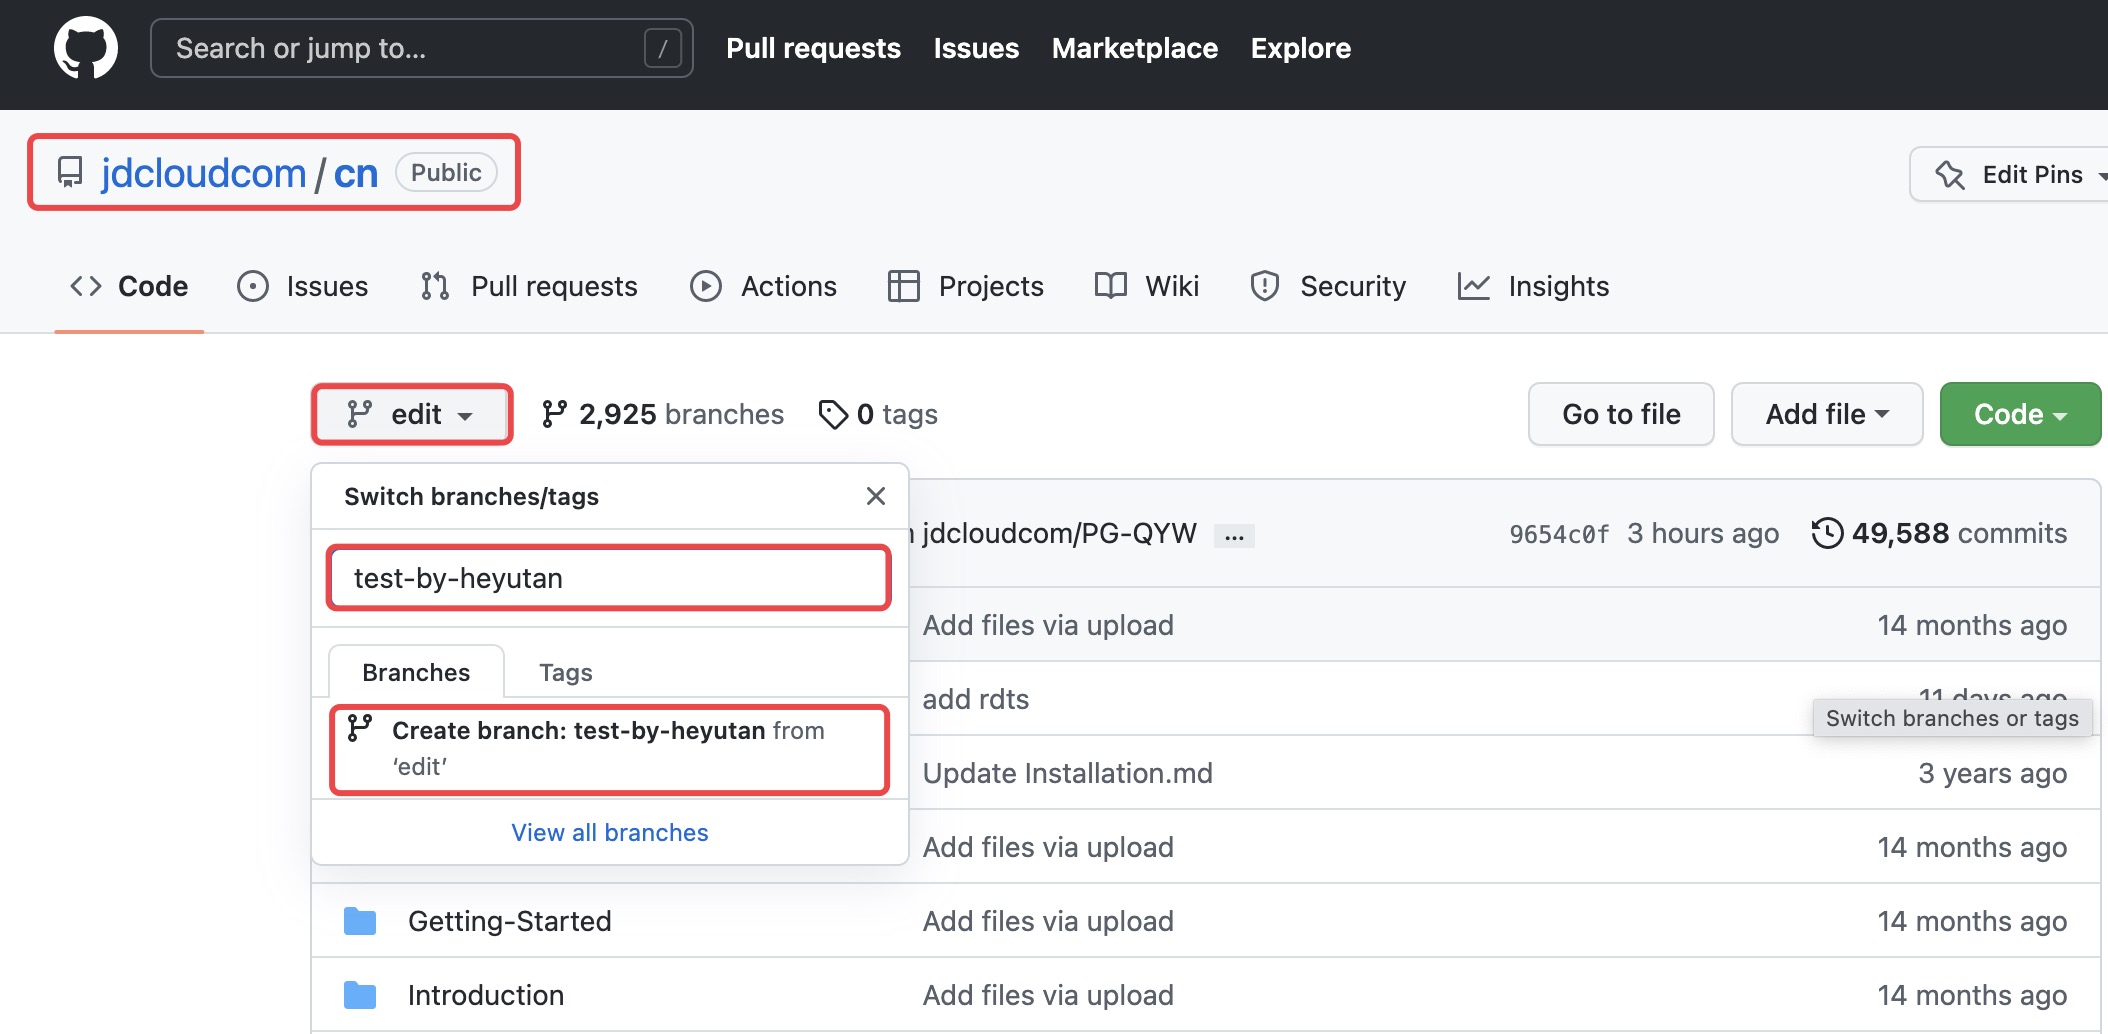 Search or jump to... /
Pull requests Issues Marketplace Explore
jdcloudcom / cn Public
Edit Pins
Code Issues Pull requests Actions Projects Wiki Security Insights
edit 2,925 branches 0 tags
Go to file Add file Code
Switch branches/tags
jdcloudcom/PG-QYW ... 9654c0f 3 hours ago 49,588 commits
test-by-heyutan
Add files via upload 14 months ago
Branches Tags
add rdts 11 days ago
Switch branches or tags
Create branch: test-by-heyutan from
‘edit’
Update Installation.md 3 years ago
View all branches
Add files via upload 14 months ago
Getting-Started Add files via upload 14 months ago
Introduction Add files via upload 14 months ago